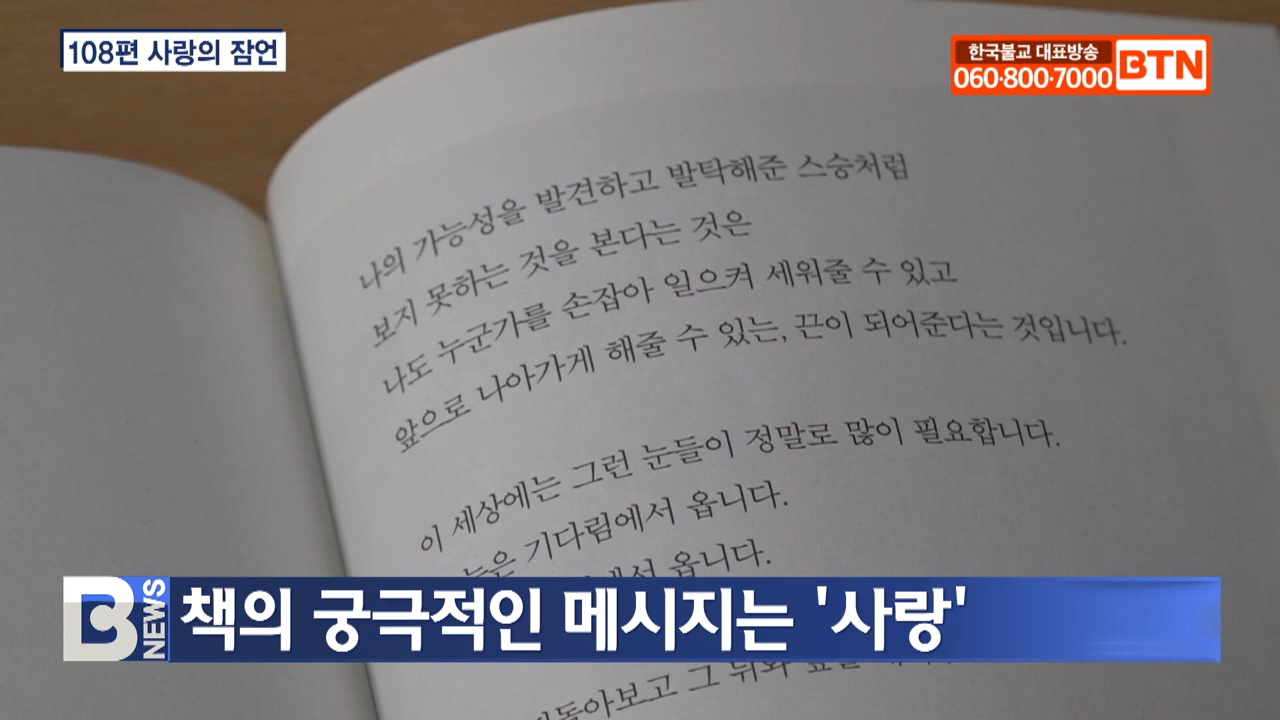 108편 사랑의 잠언
한국불교 대표방송
060·800·7000
BTN
나의 가능성을 발견하고 발탁해준 스승처럼
보지 못하는 것을 본다는 것은
나도 누군가를 손잡아 일으켜 세워줄 수 있고
앞으로 나아가게 해줄 수 있는, 끈이 되어준다는 것입니다.
이 세상에는 그런 눈들이 정말로 많이 필요합니다.
기다림에서 옵니다.
옵니다.
B NEWS
책의 궁극적인 메시지는 '사랑'
그